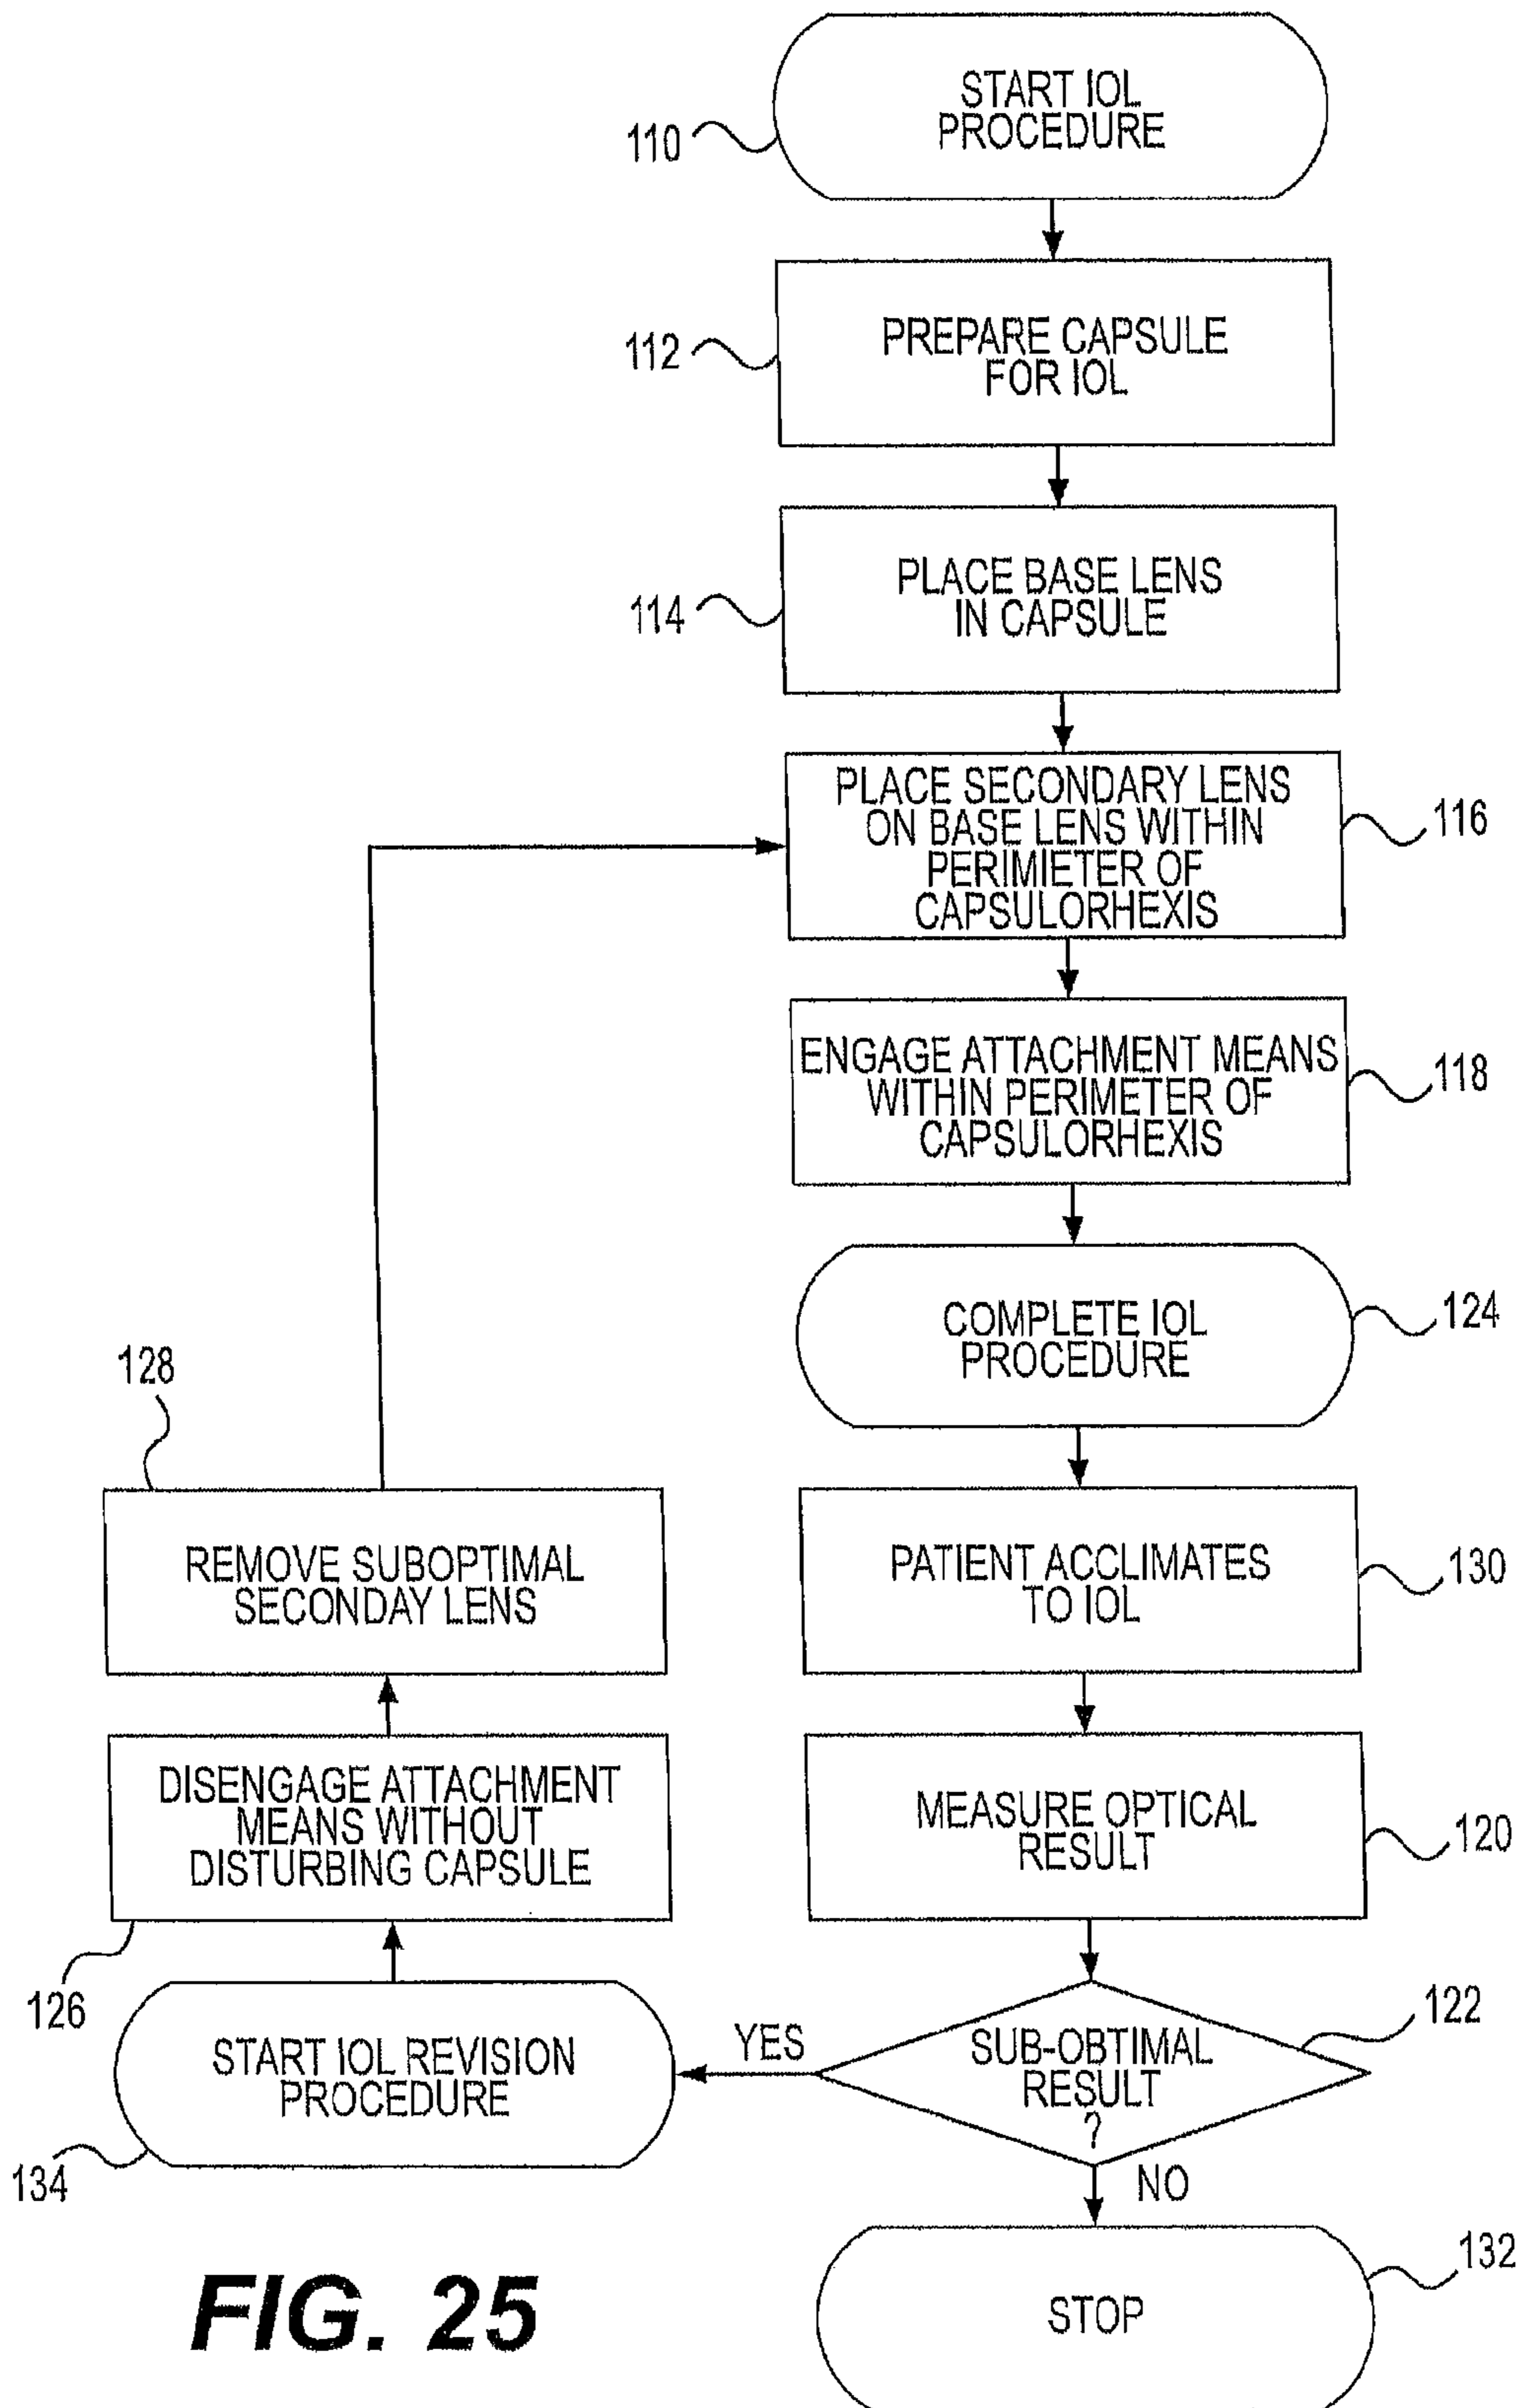 START IOL
PROCEDURE
110
PREPARE CAPSULE
FOR IOL
112
PLACE BASE LENS
IN CAPSULE
114
PLACE SECONDARY LENS
ON BASE LENS WITHIN
PERIMIETER OF
CAPSULORHEXIS
116
ENGAGE ATTACHMENT MEANS
WITHIN PERIMETER OF
CAPSULORHEXIS
118
COMPLETE IOL
PROCEDURE
124
PATIENT ACCLIMATES
TO IOL
130
MEASURE OPTICAL
RESULT
120
SUB-OBTIMAL
RESULT
?
122
YES
NO
START IOL REVISION
PROCEDURE
134
DISENGAGE ATTACHMENT
MEANS WITHOUT
DISTURBING CAPSULE
126
REMOVE SUBOPTIMAL
SECONDAY LENS
128
STOP
132
FIG. 25